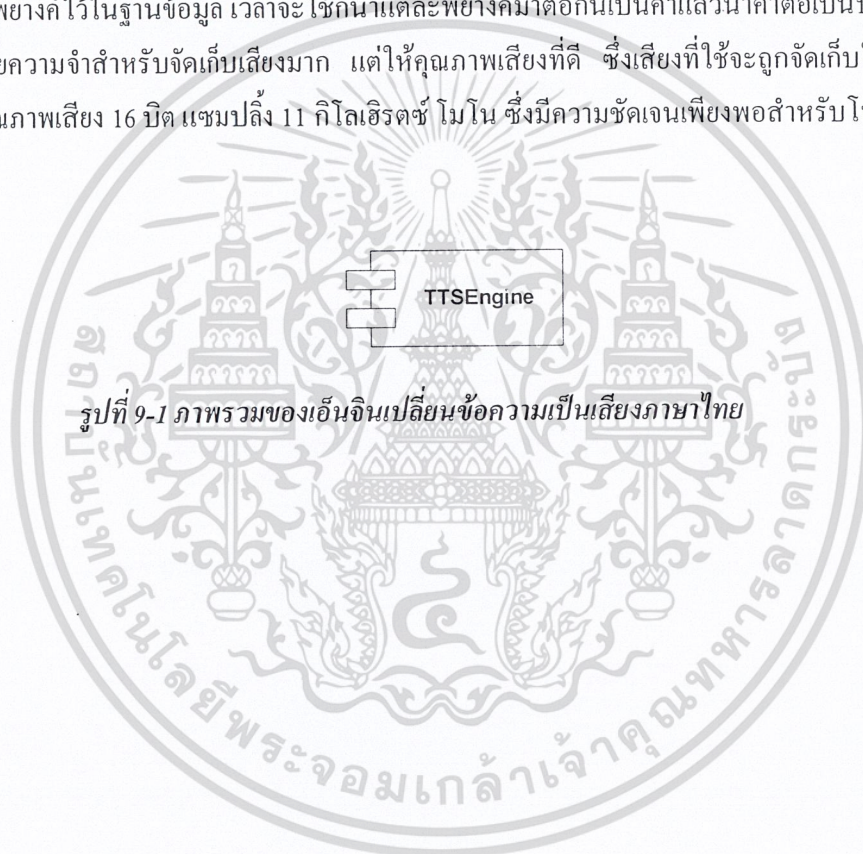 พยางค์ไว้ในฐานข้อมูล เวลาจะใช้ก็นำแต่ละพยางค์มาต่อกันเป็นคำแล้วนำคำต่อเป็น
ความจำสำหรับจัดเก็บเสียงมาก แต่ให้คุณภาพเสียงที่ดี ซึ่งเสียงที่ใช้จะถูกจัดเก็บ
ภาพเสียง 16 บิต แซมปลิ้ง 11 กิโลเฮิรตซ์ โมโน ซึ่งมีความชัดเจนเพียงพอสำหรับ
TTSEngine
รูปที่ 9-1 ภาพรวมของเอ็นจินเปลี่ยนข้อความเป็นเสียงภาษาไทย
สถาบันเทคโนโลยีพระจอมเกล้าเจ้าคุณทหารลาดกระบัง